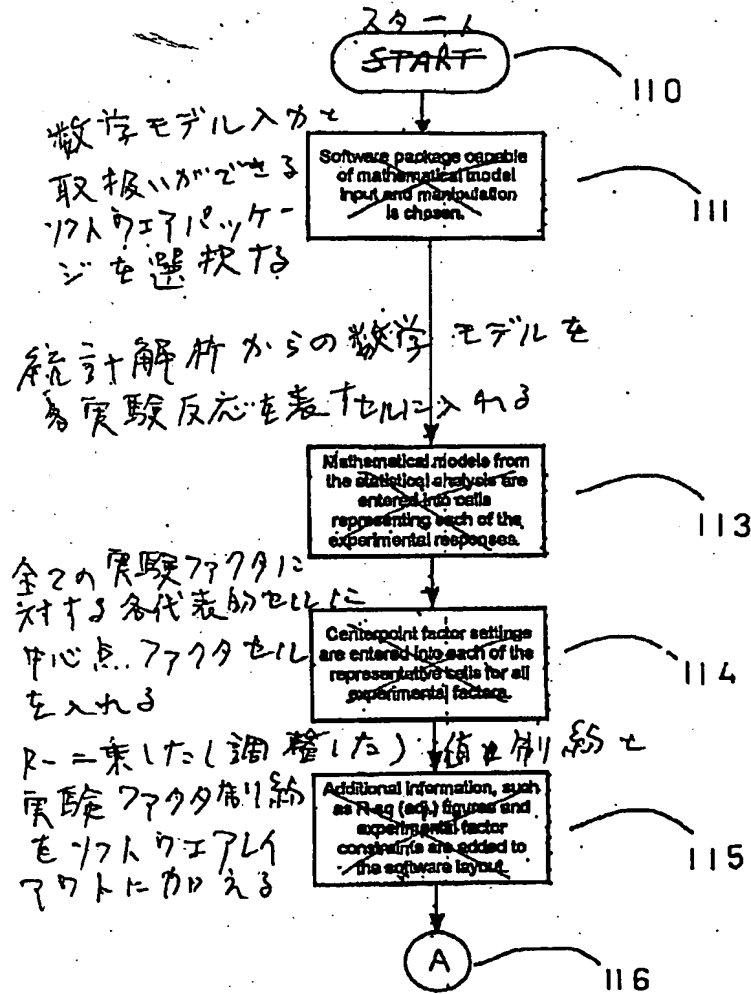 スタート
START
110
数学モデル入力と
取扱いができる
ソフトウエアパッケー
ジを選択する
Software package capable
of mathematical model
input and manipulation
is chosen.
111
統計解析からの数学モデルを
各実験反応を表すセルに入れる
Mathematical models from
the statistical analysis are
entered into cells
representing each of the
experimental responses.
113
全ての実験ファクタに
対する各代表的セルに
中心点ファクタセル
を入れる
Centerpoint factor settings
are entered into each of the
representative cells for all
experimental factors.
114
R-二乗した(調整した)値と制約と
実験ファクタ制約
をソフトウエアレイ
アウトに加える
Additional information, such
as R-sq (adj.) figures and
experimental factor
constraints are added to
the software layout.
115
A
116